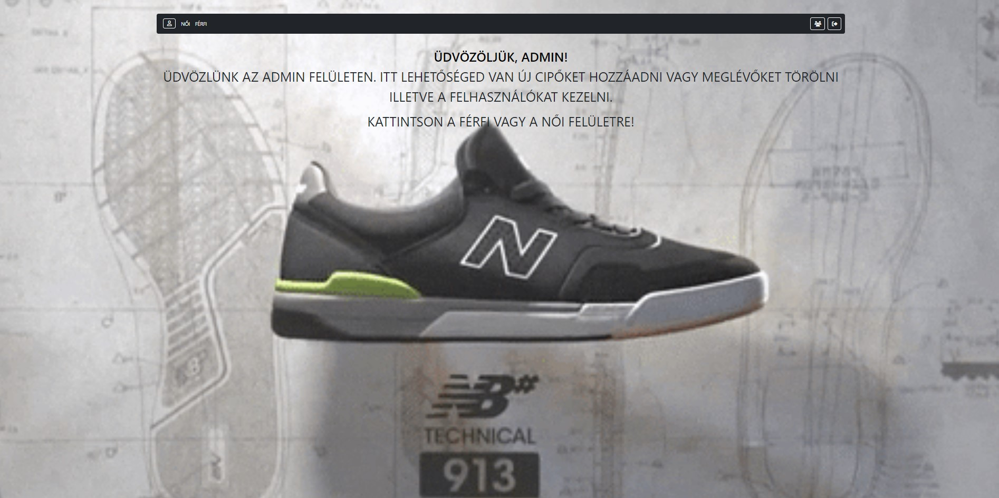 NŐI FÉRFI
ÜDVÖZÖLJÜK, ADMIN!
ÜDVÖZLÜNK AZ ADMIN FELÜLETEN. ITT LEHETŐSÉGED VAN ÚJ CIPŐKET HOZZÁADNI VAGY MEGLÉVŐKET TÖRÖLNI
ILLETVE A FELHASZNÁLÓKAT KEZELNI.
KATTINTSON A FÉRFI VAGY A NŐI FELÜLETRE!
N
NB#
TECHNICAL
913